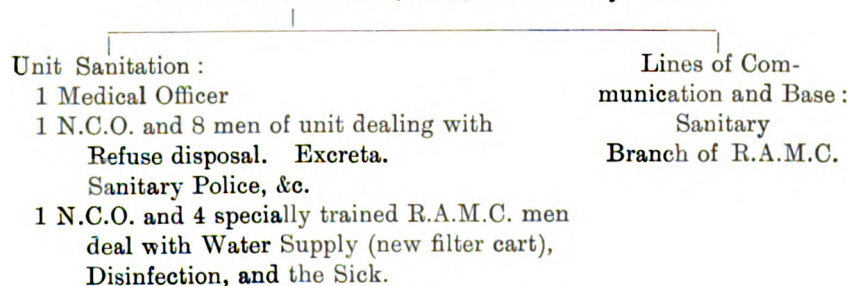 Unit Sanitation :
1 Medical Officer
1 N.C.O. and 8 men of unit dealing with
Refuse disposal. Excreta.
Sanitary Police, &c.
1 N.C.O. and 4 specially trained R.A.M.C. men
deal with Water Supply (new filter cart),
Disinfection, and the Sick.
Lines of Com-
munication and Base :
Sanitary
Branch of R.A.M.C.